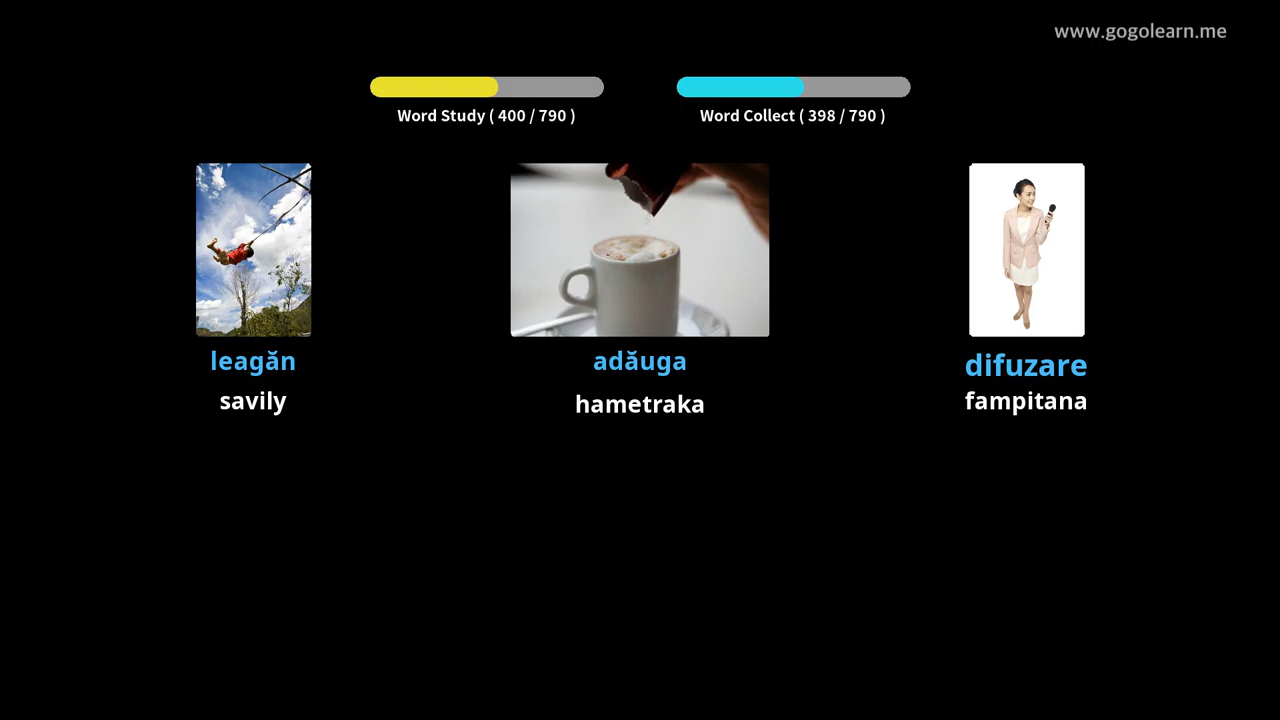 www.gogolearn.me
Word Study ( 400 / 790 )
Word Collect ( 398 / 790 )
leagăn
adăuga
difuzare
savily
hametraka
fampitana